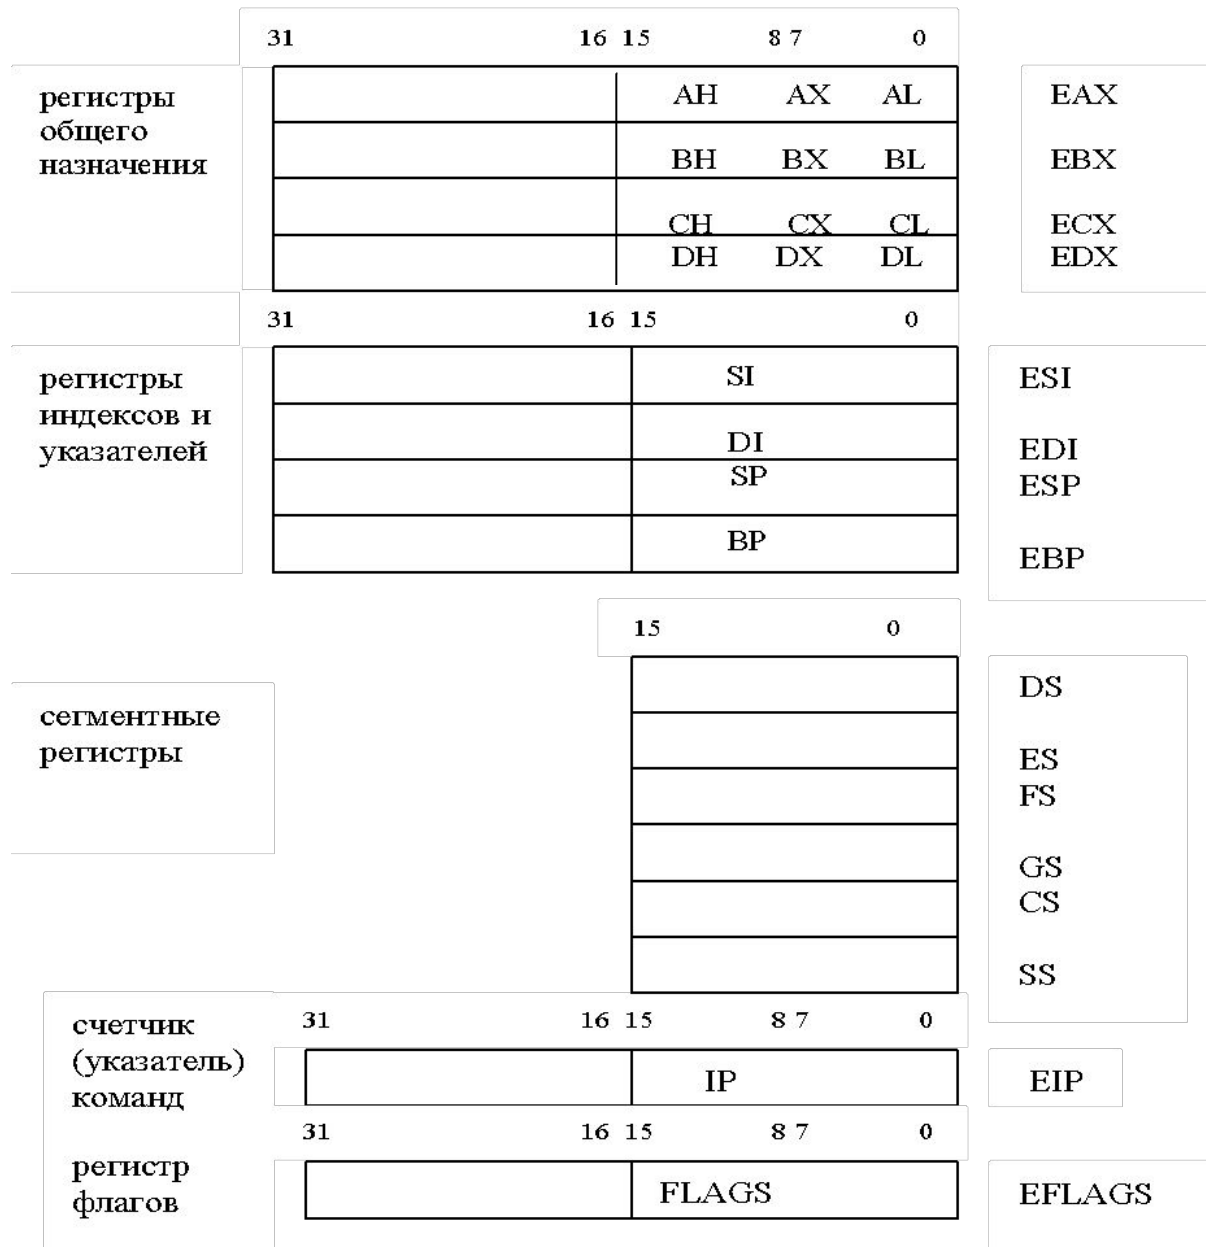 31 16 15 8 7 0
регистры AH AX AL EAX
общего
назначения BH BX BL EBX
CH CX CL ECX
DH DX DL EDX
31 16 15 0
регистры SI ESI
индексов и
указателей DI EDI
SP ESP
BP EBP
15 0
DS
сегментные
регистры ES
FS
GS
CS
SS
счетчик 31 16 15 8 7 0
(указатель) IP EIP
команд
31 16 15 8 7 0
регистр
флагов FLAGS EFLAGS